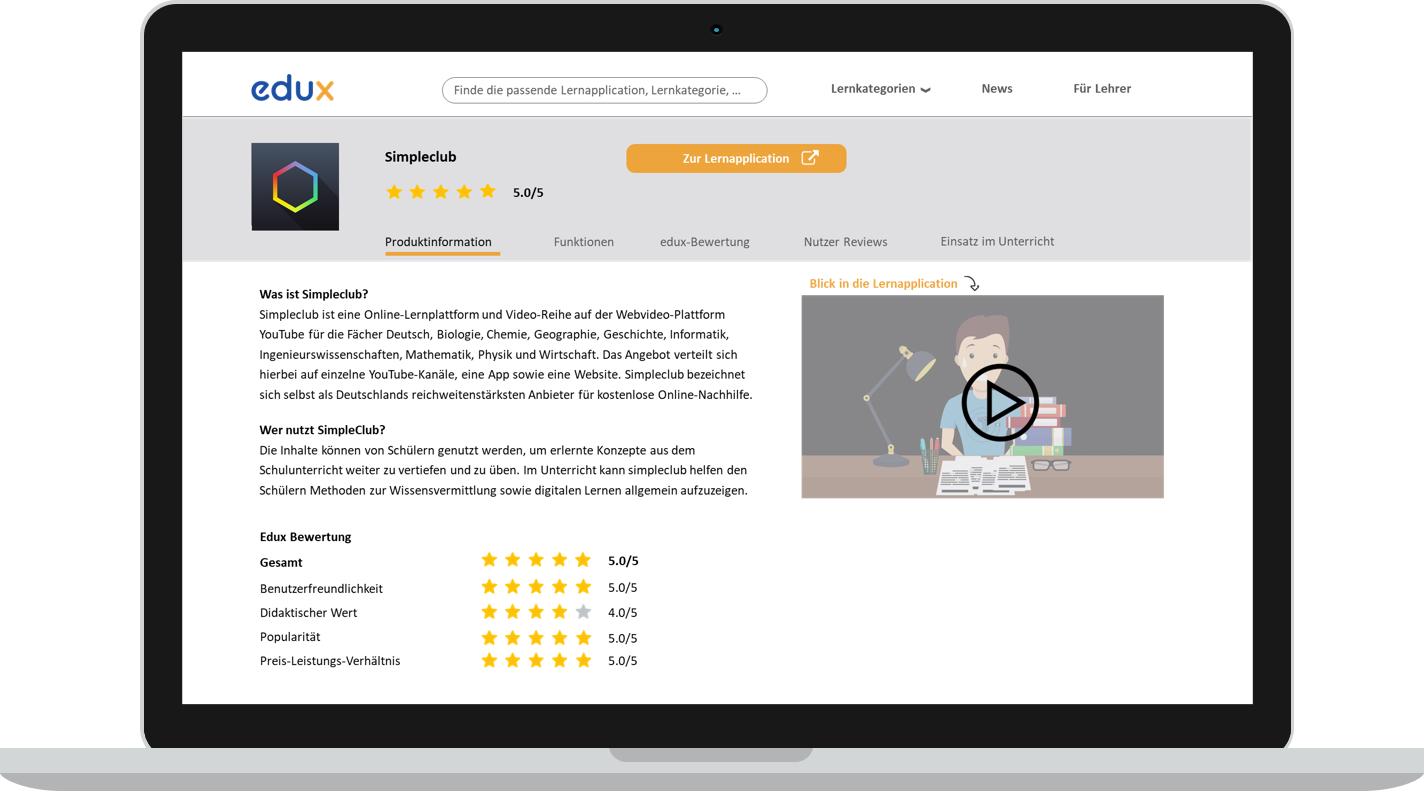 edux
Finde die passende Lernapplication, Lernkategorie, ...
Lernkategorien
News
Für Lehrer
Simpleclub
Zur Lernapplication
5.0/5
Produktinformation
Funktionen
edux-Bewertung
Nutzer Reviews
Einsatz im Unterricht
Blick in die Lernapplication
Was ist Simpleclub?
Simpleclub ist eine Online-Lernplattform und Video-Reihe auf der Webvideo-Plattform
YouTube für die Fächer Deutsch, Biologie, Chemie, Geographie, Geschichte, Informatik,
Ingenieurswissenschaften, Mathematik, Physik und Wirtschaft. Das Angebot verteilt sich
hierbei auf einzelne YouTube-Kanäle, eine App sowie eine Website. Simpleclub bezeichnet
sich selbst als Deutschlands reichweitenstärksten Anbieter für kostenlose Online-Nachhilfe.
Wer nutzt SimpleClub?
Die Inhalte können von Schülern genutzt werden, um erlernte Konzepte aus dem
Schulunterricht weiter zu vertiefen und zu üben. Im Unterricht kann simpleclub helfen den
Schülern Methoden zur Wissensvermittlung sowie digitalen Lernen allgemein aufzuzeigen.
Edux Bewertung
Gesamt 5.0/5
Benutzerfreundlichkeit 5.0/5
Didaktischer Wert 4.0/5
Popularität 5.0/5
Preis-Leistungs-Verhältnis 5.0/5